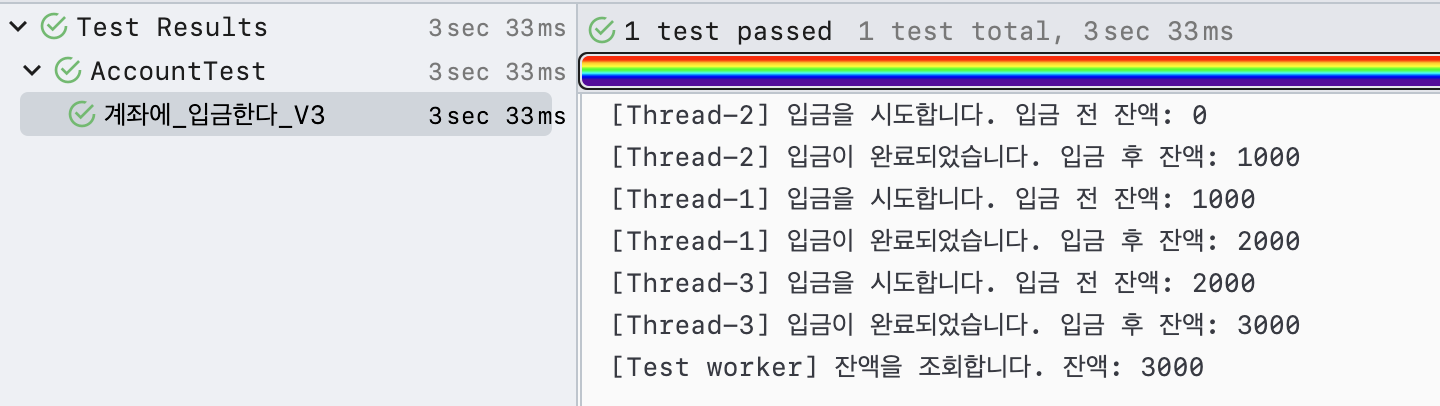 Test Results 3 sec 33 ms
AccountTest 3 sec 33 ms
계좌에_입금한다_V3 3 sec 33 ms
1 test passed 1 test total, 3 sec 33 ms
[Thread-2] 입금을 시도합니다. 입금 전 잔액: 0
[Thread-2] 입금이 완료되었습니다. 입금 후 잔액: 1000
[Thread-1] 입금을 시도합니다. 입금 전 잔액: 1000
[Thread-1] 입금이 완료되었습니다. 입금 후 잔액: 2000
[Thread-3] 입금을 시도합니다. 입금 전 잔액: 2000
[Thread-3] 입금이 완료되었습니다. 입금 후 잔액: 3000
[Test worker] 잔액을 조회합니다. 잔액: 3000